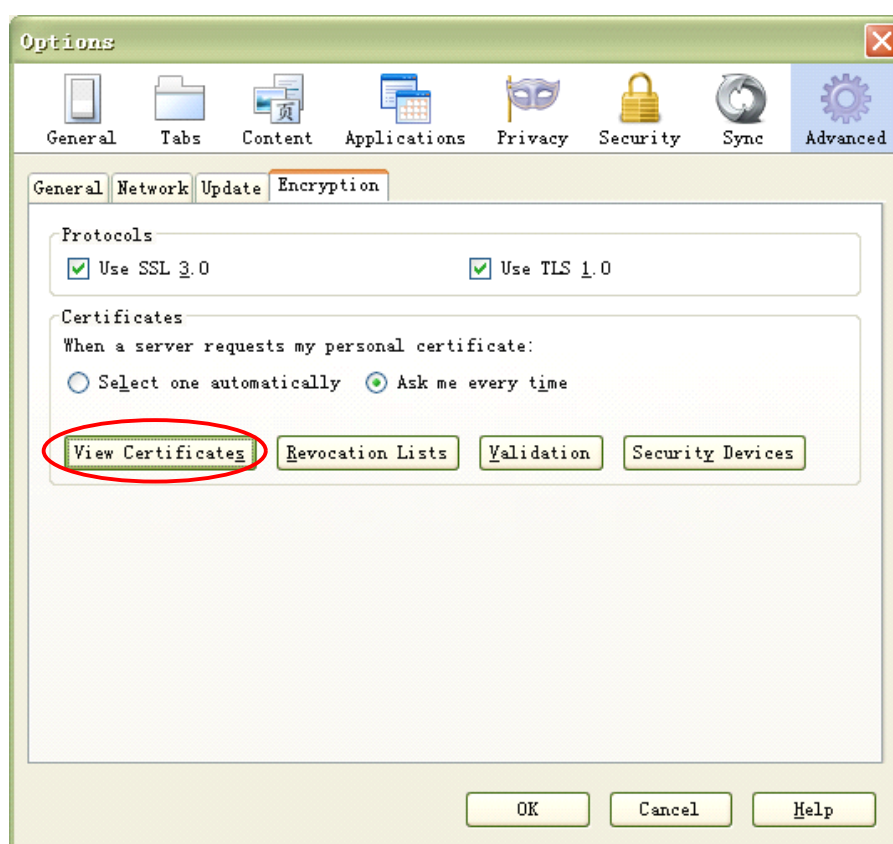 Options
页
General Tabs Content Applications Privacy Security Sync Advanced
General Network Update Encryption
Protocols
Use SSL 3.0 Use TLS 1.0
Certificates
When a server requests my personal certificate:
Select one automatically Ask me every time
View Certificates Revocation Lists Validation Security Devices
OK Cancel Help